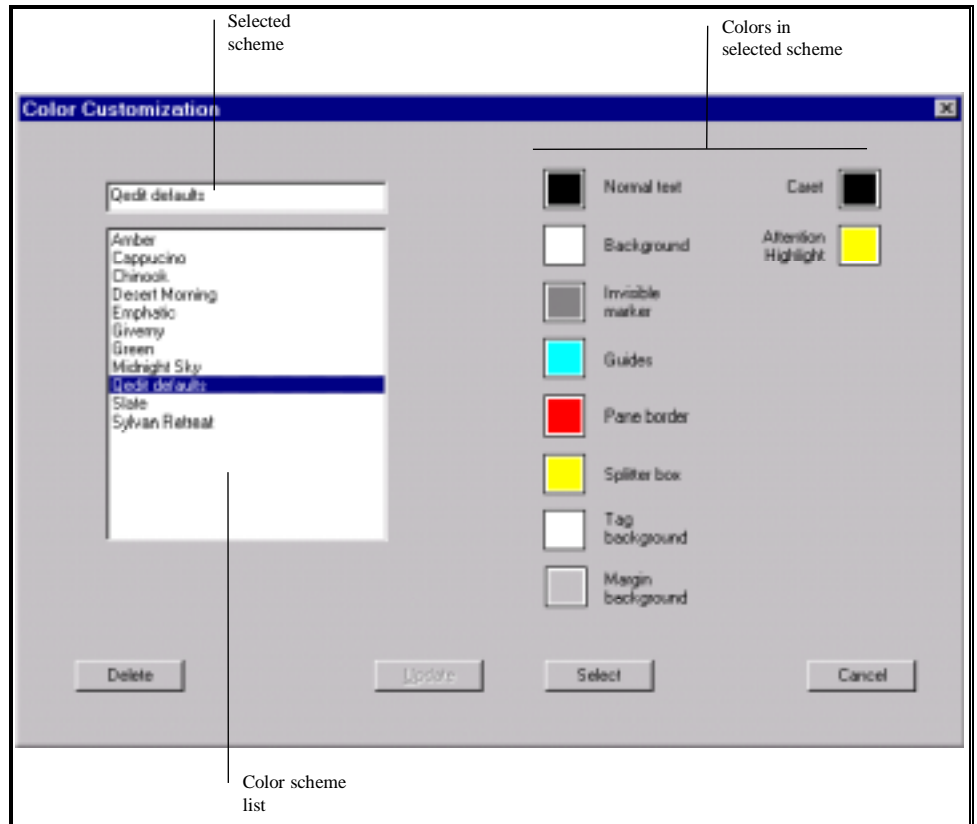 Selected
scheme
Colors in
selected scheme
Color Customization
Qedit defaults
Amber
Cappucino
Chinook
Desert Morning
Emphatic
Giverny
Green
Midnight Sky
Qedit defaults
Slate
Sylvan Retreat
Normal text
Background
Invisible
marker
Guides
Pane border
Splitter box
Tag
background
Margin
background
Caret
Attention
Highlight
Delete
Update
Select
Cancel
Color scheme
list